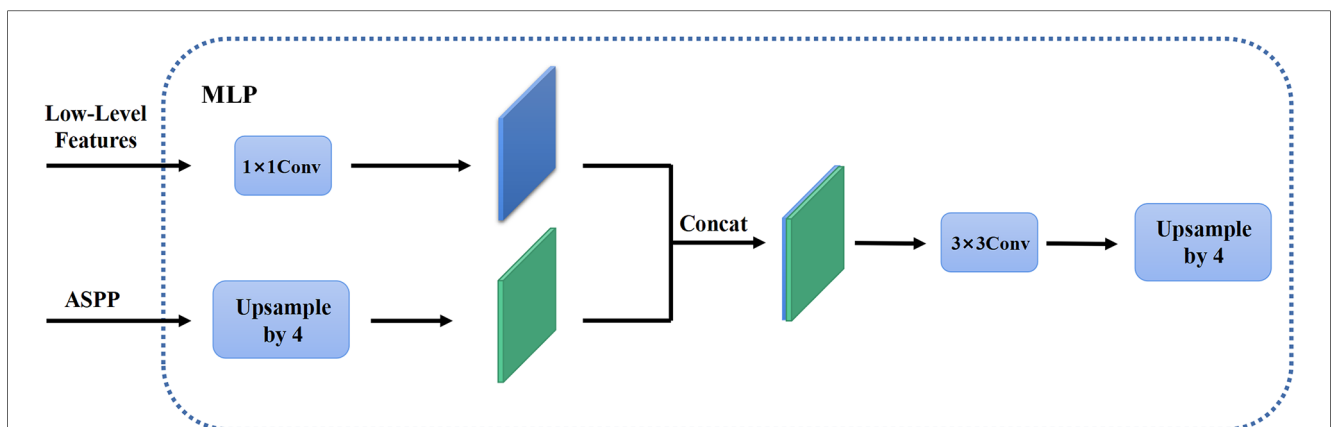 MLP
Low-Level
Features
1×1Conv
Concat
3×3Conv
Upsample
by 4
ASPP
Upsample
by 4